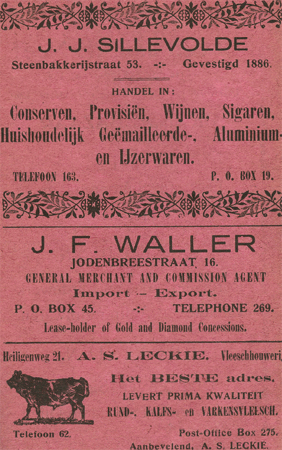 J. J. SILLEVOLDE
Steenbakkerijstraat 53. -:- Gevestigd 1886.
HANDEL IN :
Conserven, Provisiën, Wijnen, Sigaren,
Huishoudelijk Geëmailleerde-, Aluminium-
en IJzerwaren.
TELEFOON 163. P. O. BOX 19.
J. F. WALLER
JODENBREESTRAAT 16.
GENERAL MERCHANT AND COMMISSION AGENT
Import — Export.
P. O. BOX 45. -:- TELEPHONE 269.
Lease-holder of Gold and Diamond Concessions.
Heiligenweg 21. A. S. LECKIE, Vleeschhouwerij
Het BESTE adres,
LEVERT PRIMA KWALITEIT
RUND-, KALFS- en VARKENSVLEESCH.
Telefoon 62. Post-Office Box 275.
Aanbevelend, A. S. LECKIE.